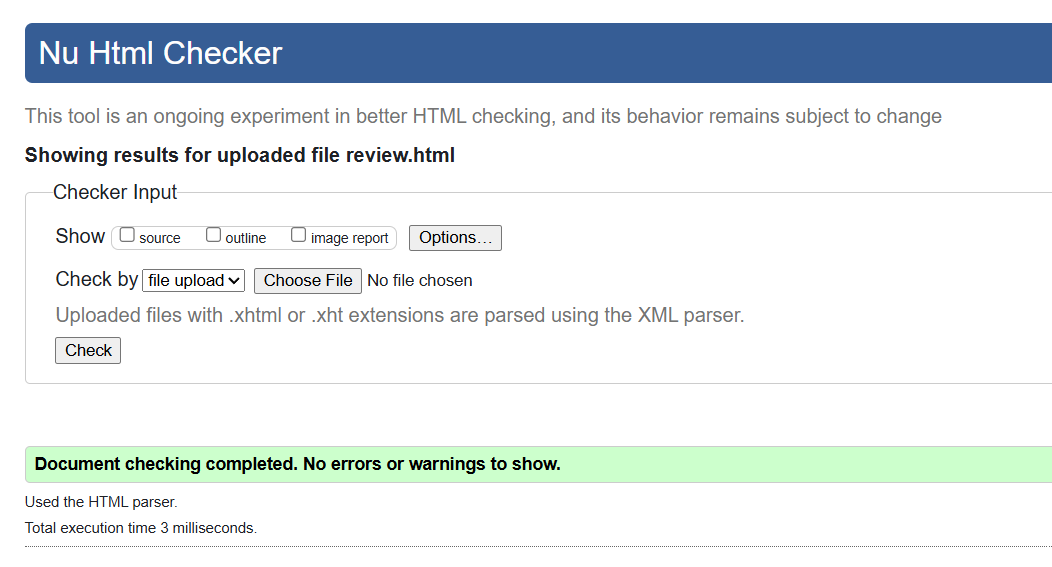 Nu Html Checker
This tool is an ongoing experiment in better HTML checking, and its behavior remains subject to change
Showing results for uploaded file review.html
Checker Input
Show source outline image report Options...
Check by file upload Choose File No file chosen
Uploaded files with .xhtml or .xht extensions are parsed using the XML parser.
Check
Document checking completed. No errors or warnings to show.
Used the HTML parser.
Total execution time 3 milliseconds.